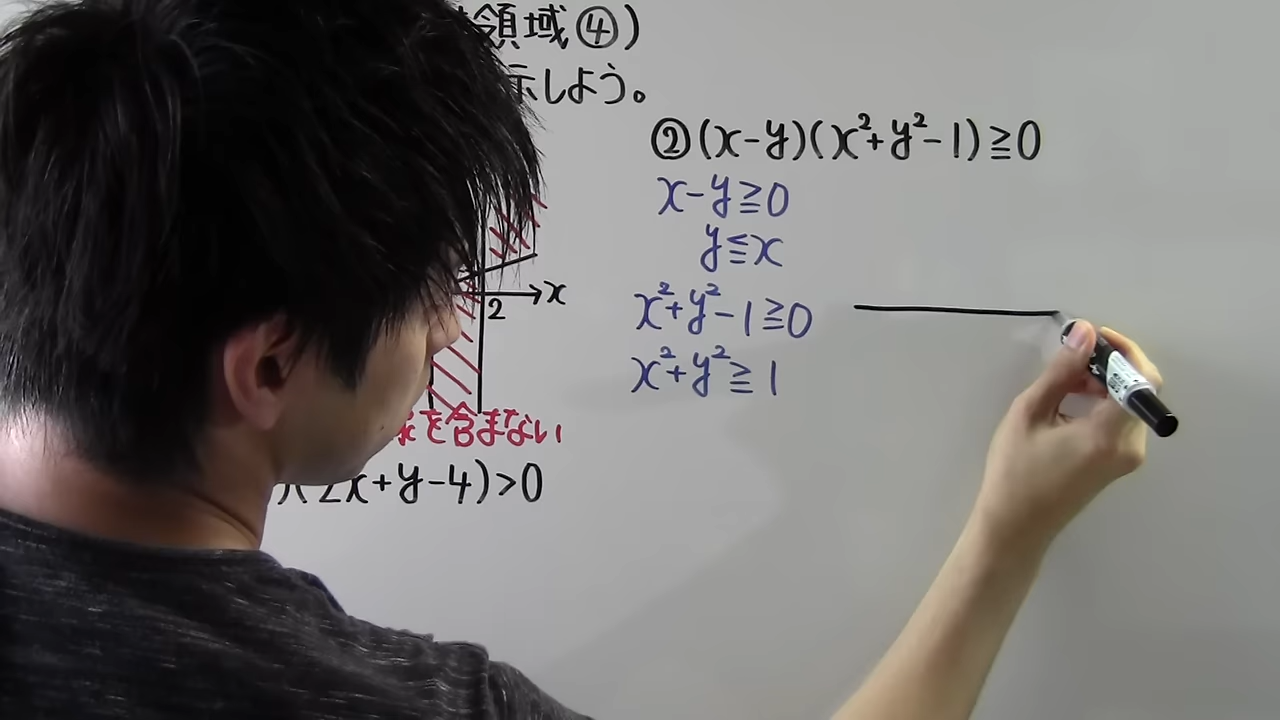 領域④)
示しよう。
②(x-y)(x²+y²-1)≧0
x-y≧0
y≦x
x²+y²-1≧0
x²+y²≧1
x
2
を含まない
)(2x+y-4)>0